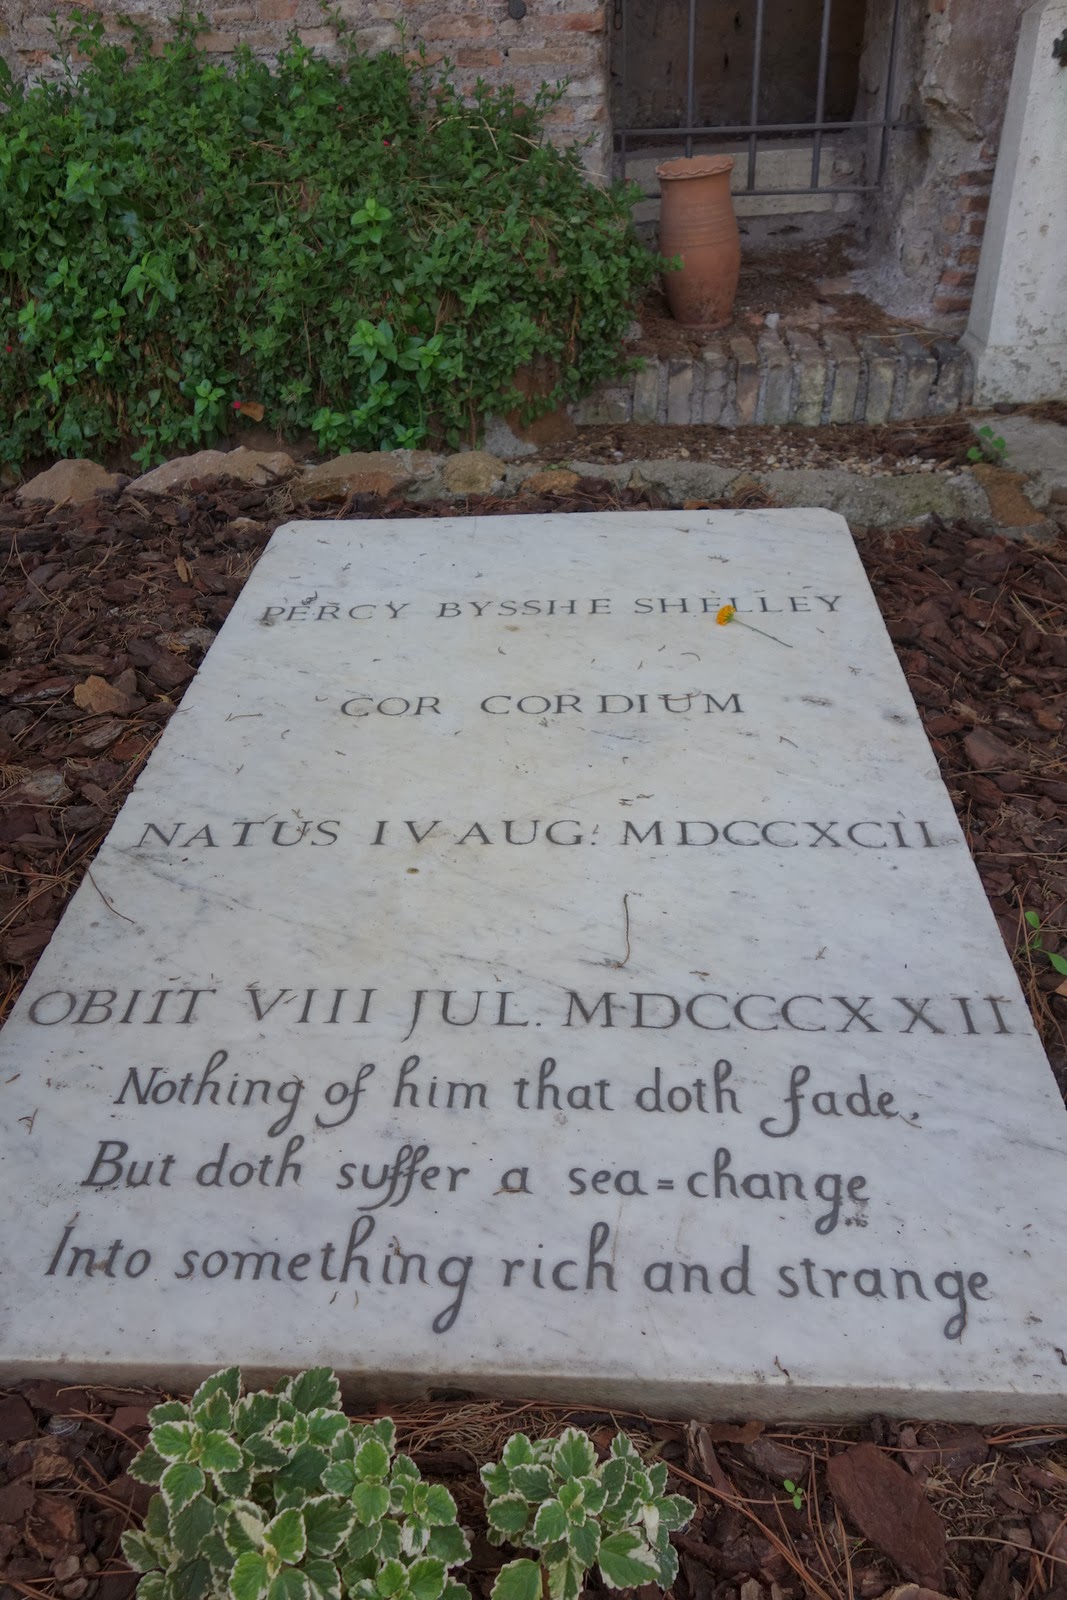 PERCY BYSSHE SHELLEY
COR CORDIUM
NATUS IV AUG. MDCCXCII
OBIIT VIII JUL. MDCCCXXII
Nothing of him that doth fade,
But doth suffer a sea=change
Into something rich and strange